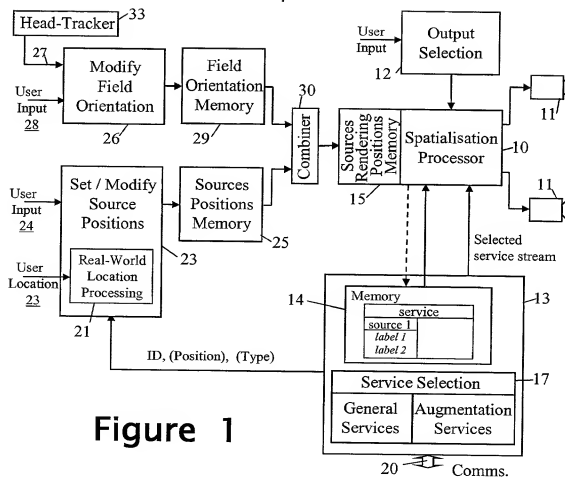 Head-Tracker
33
27
User
Input
28
Modify
Field
Orientation
26
Field
Orientation
Memory
29
30
Combiner
User
Input
Output
Selection
12
Sources
Rendering
Positions
Memory
15
Spatialisation
Processor
10
11
11
User
Input
24
Set / Modify
Source
Positions
23
Sources
Positions
Memory
25
User
Location
23
Real-World
Location
Processing
21
Selected
service stream
14
Memory
service
source 1
label 1
label 2
13
ID, (Position), (Type)
Service Selection
17
General
Services
Augmentation
Services
20
Comms.
Figure 1